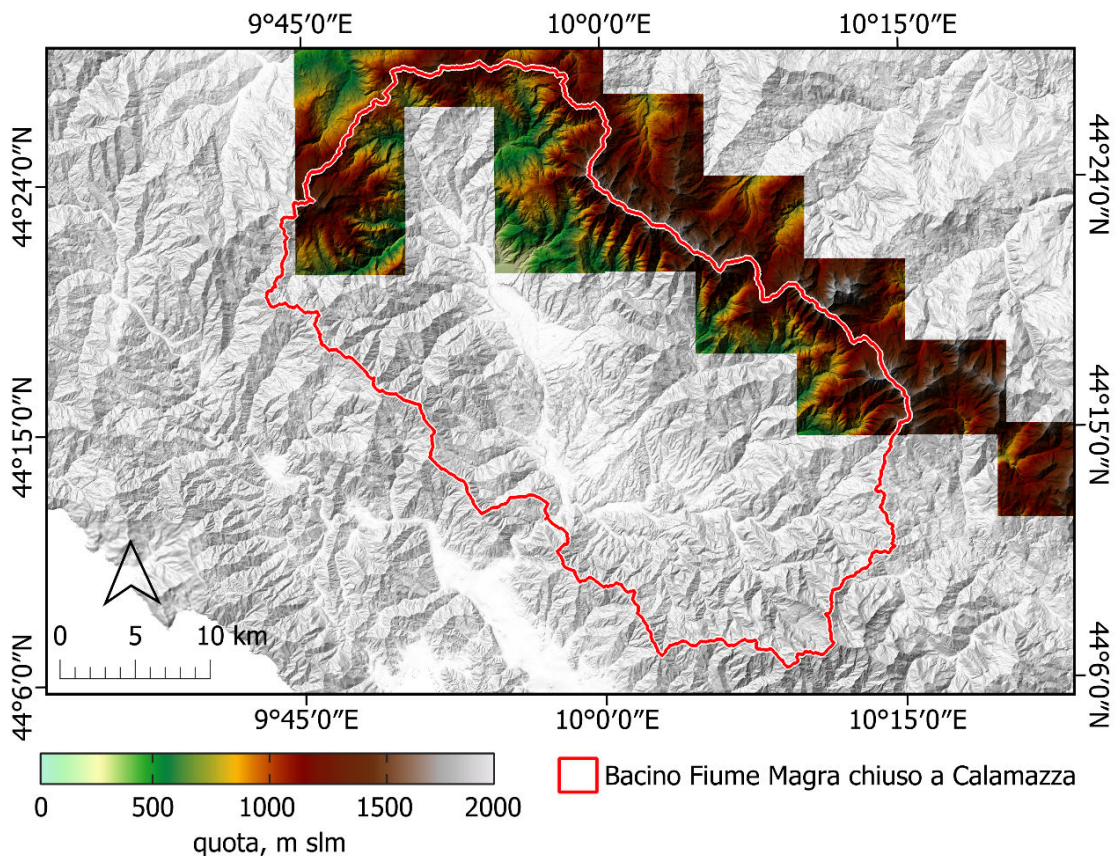 9°45′0″E 10°0′0″E 10°15′0″E
44°24′0″N 44°24′0″N
44°15′0″N 44°15′0″N
0 5 10 km
44°6′0″N 44°6′0″N
9°45′0″E 10°0′0″E 10°15′0″E
Bacino Fiume Magra chiuso a Calamazza
0 500 1000 1500 2000
quota, m slm